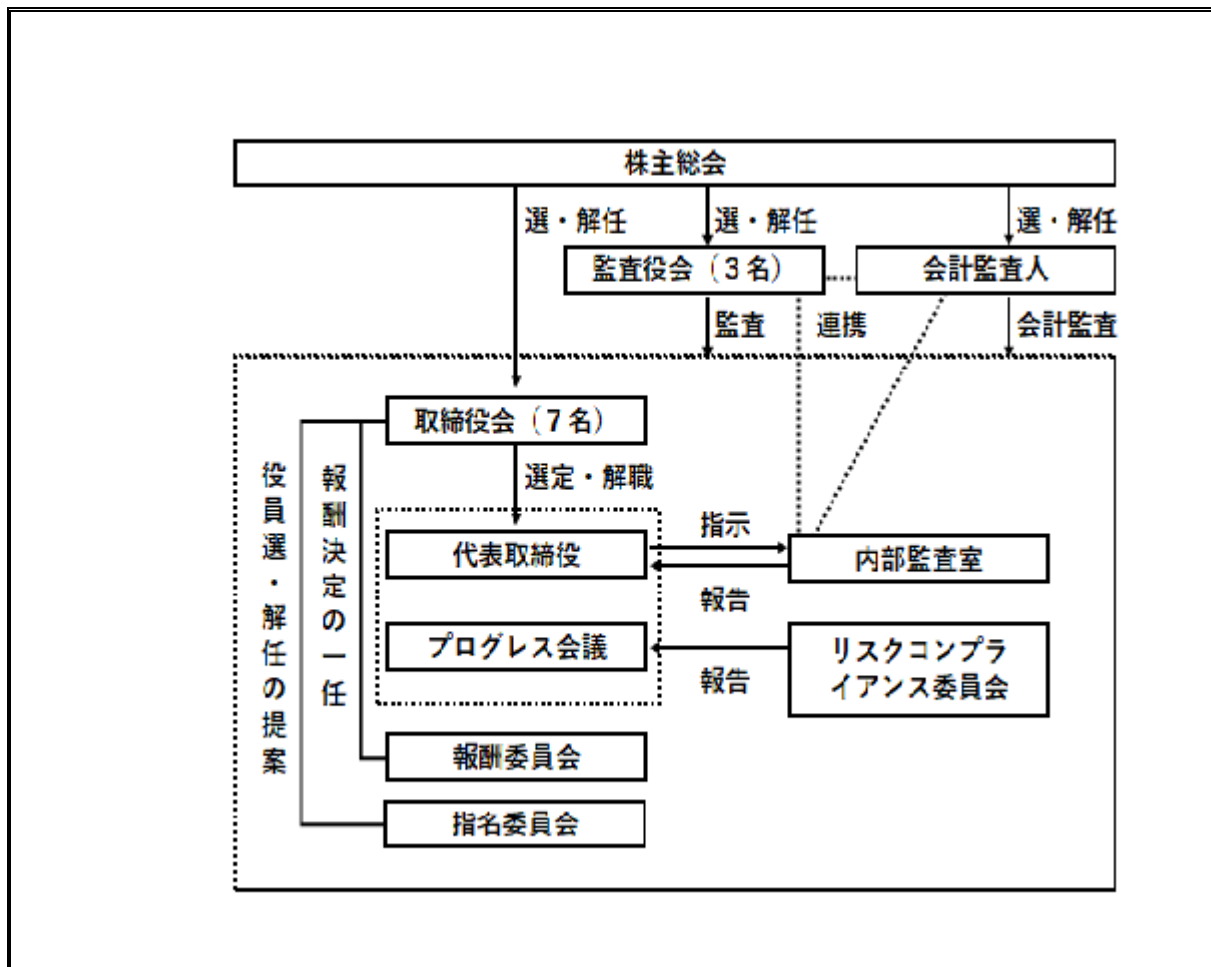 株主総会
選・解任
選・解任
選・解任
監査役会（3名）
会計監査人
監査
連携
会計監査
取締役会（7名）
選定・解職
役員選・解任の提案
報酬決定の一任
代表取締役
指示
内部監査室
報告
プログレス会議
報告
リスクコンプラ
イアンス委員会
報酬委員会
指名委員会